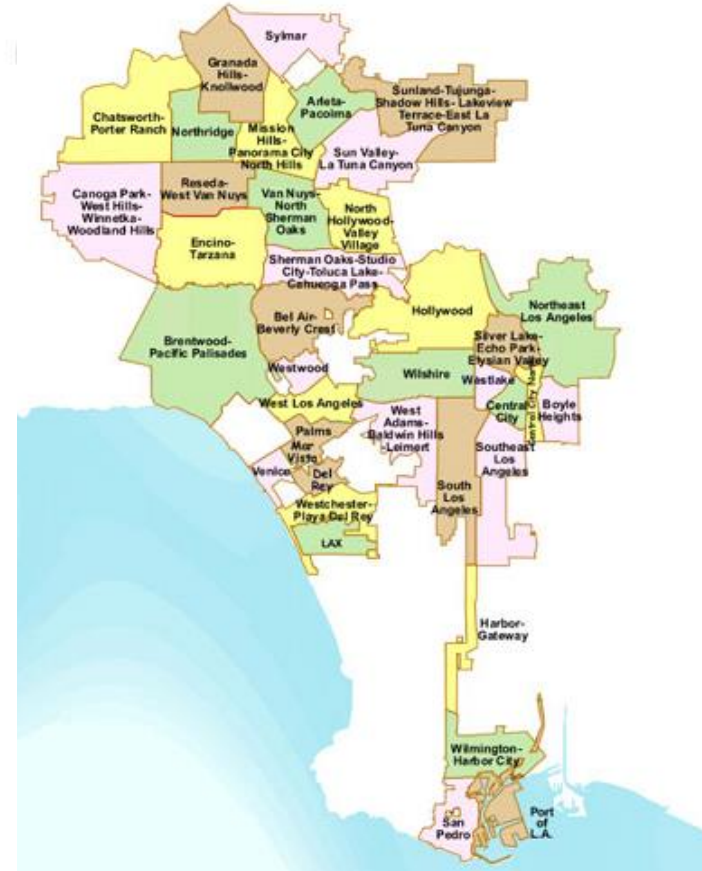 Sylmar
Granada
Hills-
Knollwood
Sunland-Tujunga-
Shadow Hills- Lakeview
Terrace-East La
Tuna Canyon
Arleta-
Pacoima
Chatsworth-
Porter Ranch
Northridge
Mission
Hills-
Panorama City
North Hills
Sun Valley-
La Tuna Canyon
Canoga Park-
West Hills-
Winnetka-
Woodland Hills
Reseda-
West Van Nuys
Van Nuys-
North
Sherman
Oaks
North
Hollywood-
Valley
Village
Encino-
Tarzana
Sherman Oaks-Studio
City-Toluca Lake-
Cahuenga Pass
Hollywood
Northeast
Los Angeles
Bel Air-
Beverly Crest
Brentwood-
Pacific Palisades
Silver Lake-
Echo Park-
Elysian Valley
Westwood
Wilshire
Westlake
West Los Angeles
Central
City
Central City North
Boyle
Heights
West
Adams-
Baldwin Hills
-Leimert
Palms
Mar
Vista
Venice
Del
Rey
Southeast
Los
Angeles
South
Los
Angeles
Westchester-
Playa Del Rey
LAX
Harbor-
Gateway
Wilmington-
Harbor City
San
Pedro
Port
of
L.A.